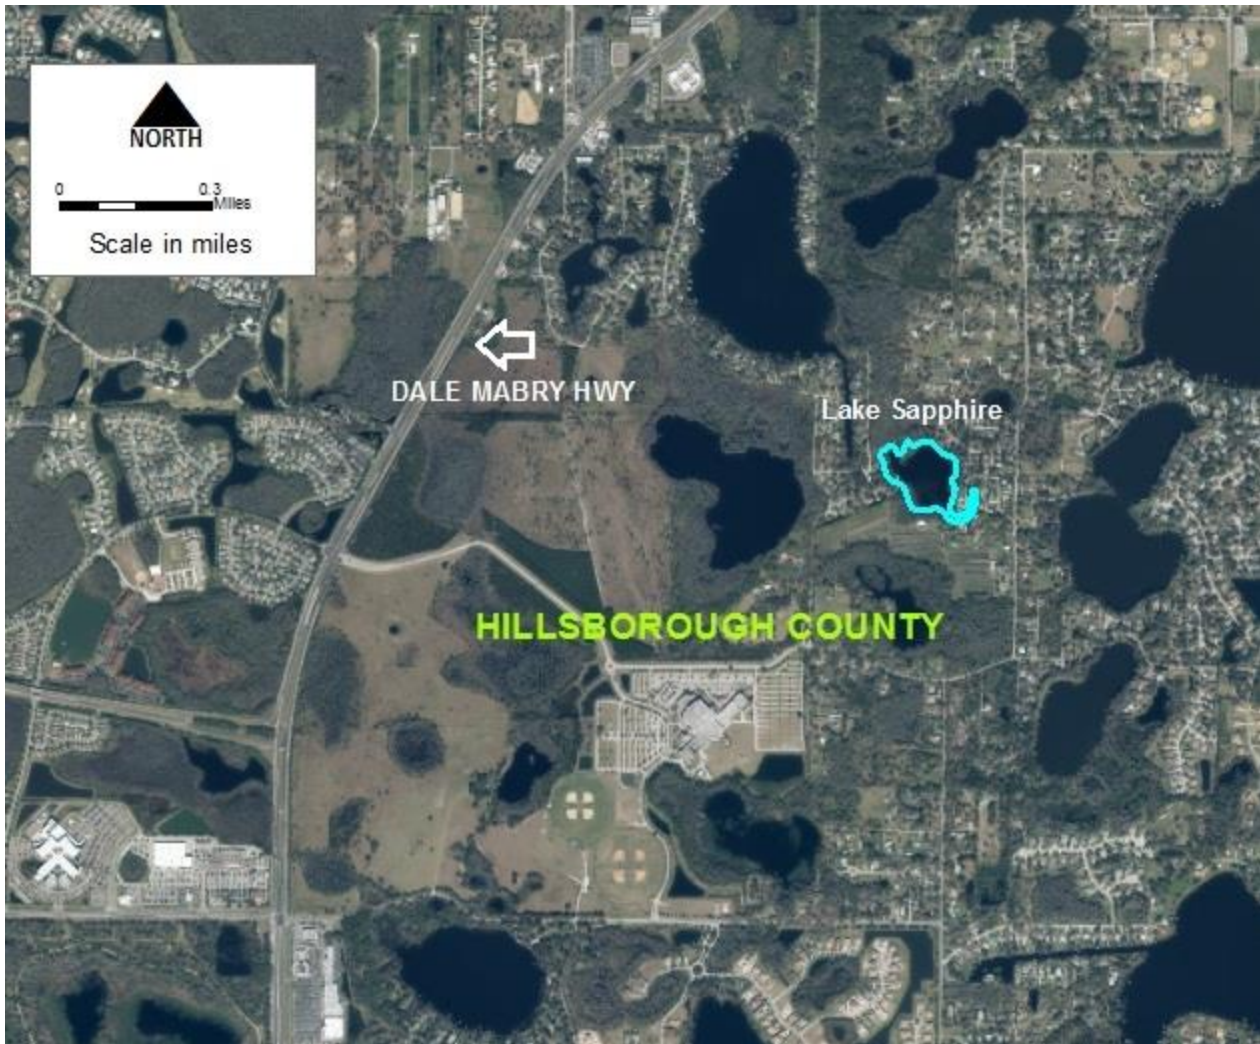 NORTH
0 0.3
Miles
Scale in miles
DALE MABRY HWY
Lake Sapphire
HILLSBOROUGH COUNTY